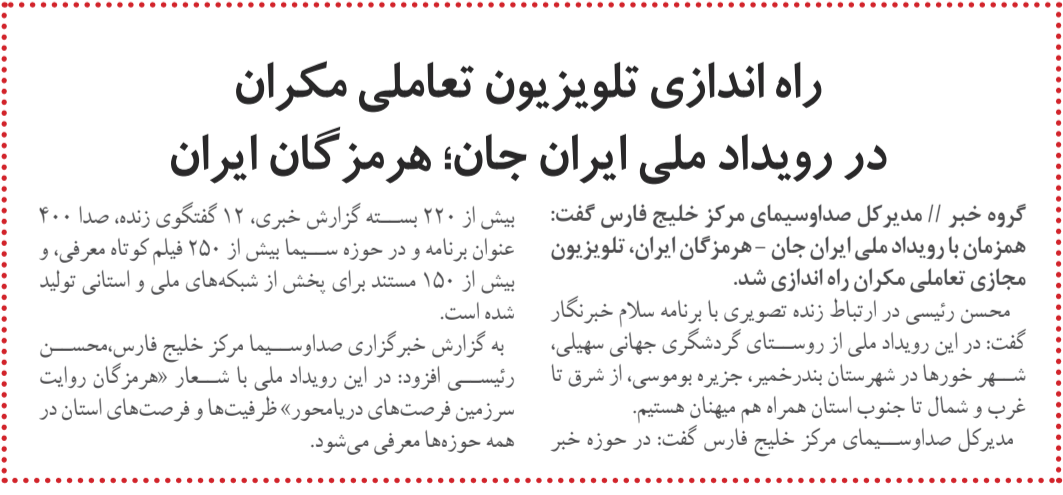 راه اندازی تلویزیون تعاملی مکران
در رویداد ملی ایران جان؛ هرمزگان ایران
گروه خبر // مدیرکل صداوسیمای مرکز خلیج فارس گفت:
همزمان با رویداد ملی ایران جان – هرمزگان ایران، تلویزیون
مجازی تعاملی مکران راه اندازی شد.
محسن رئیسی در ارتباط زنده تصویری با برنامه سلام خبرنگار
گفت: در این رویداد ملی از روستای گردشگری جهانی سهیلی،
شهر خورها در شهرستان بندرخمیر، جزیره بوموسی، از شرق تا
غرب و شمال تا جنوب استان همراه هم میهنان هستیم.
مدیرکل صداوسیمای مرکز خلیج فارس گفت: در حوزه خبر
بیش از ۲۲۰ بسته گزارش خبری، ۱۲ گفتگوی زنده، صدا ۴۰۰
عنوان برنامه و در حوزه سیما بیش از ۲۵۰ فیلم کوتاه معرفی، و
بیش از ۱۵۰ مستند برای پخش از شبکه‌های ملی و استانی تولید
شده است.
به گزارش خبرگزاری صداوسیما مرکز خلیج فارس،محسن
رئیسی افزود: در این رویداد ملی با شعار «هرمزگان روایت
سرزمین فرصت‌های دریامحور» ظرفیت‌ها و فرصت‌های استان در
همه حوزه‌ها معرفی می‌شود.